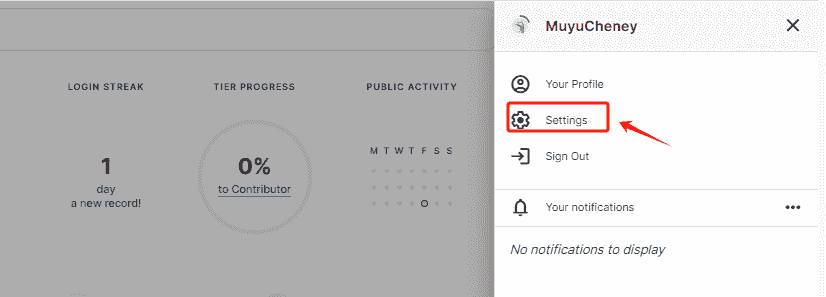 MuyuCheney
LOGIN STREAK
TIER PROGRESS
PUBLIC ACTIVITY
1
day
a new record!
0%
to Contributor
M T W T F S S
Your Profile
Settings
Sign Out
Your notifications
No notifications to display